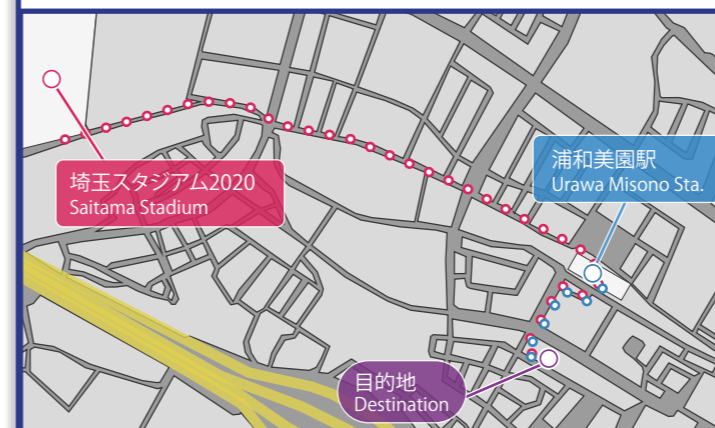 埼玉スタジアム2020
Saitama Stadium
浦和美園駅
Urawa Misono Sta.
目的地
Destination